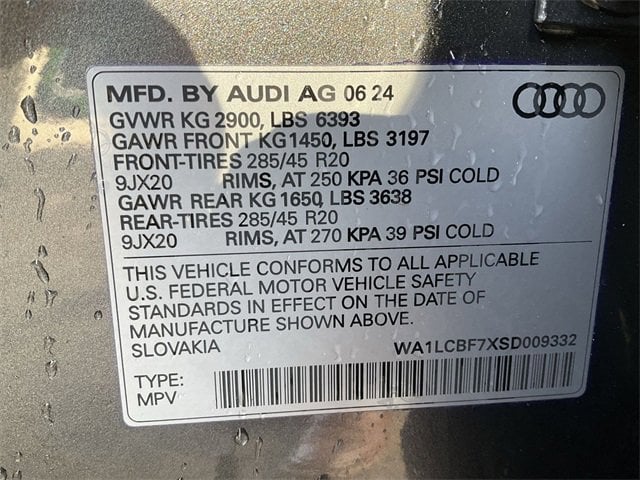 MFD. BY AUDI AG 06 24
GVWR KG 2900, LBS 6393
GAWR FRONT KG1450, LBS 3197
FRONT-TIRES 285/45 R20
9JX20 RIMS, AT 250 KPA 36 PSI COLD
GAWR REAR KG 1650, LBS 3638
REAR-TIRES 285/45 R20
9JX20 RIMS, AT 270 KPA 39 PSI COLD
THIS VEHICLE CONFORMS TO ALL APPLICABLE
U.S. FEDERAL MOTOR VEHICLE SAFETY
STANDARDS IN EFFECT ON THE DATE OF
MANUFACTURE SHOWN ABOVE.
SLOVAKIA WA1LCBF7XSD009332
TYPE:
MPV